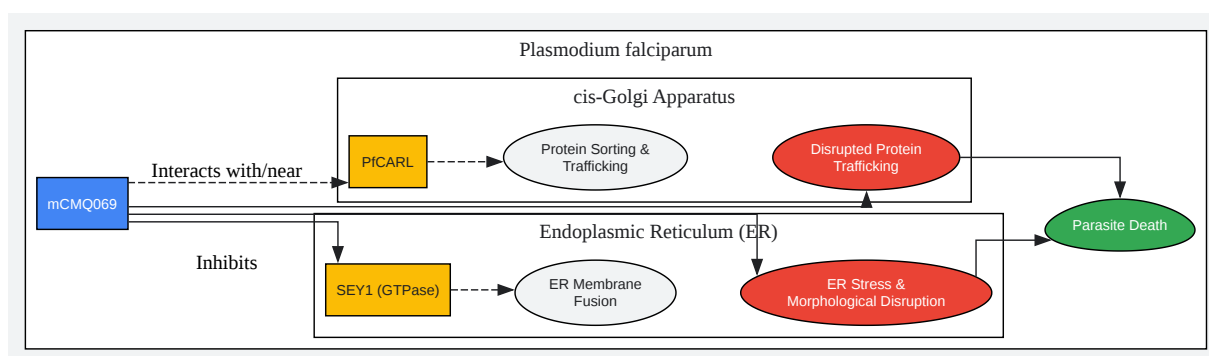 Plasmodium falciparum
cis-Golgi Apparatus
PfCARL
Protein Sorting &
Trafficking
Disrupted Protein
Trafficking
Interacts with/near
mCMQ069
Parasite Death
Endoplasmic Reticulum (ER)
Inhibits
SEY1 (GTPase)
ER Membrane
Fusion
ER Stress &
Morphological Disruption